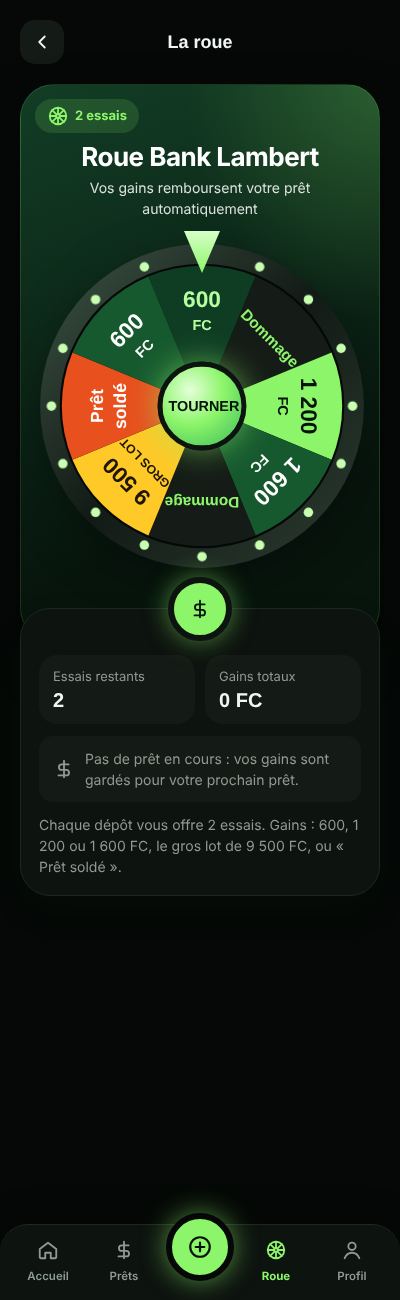 La roue
2 essais
Roue Bank Lambert
Vos gains remboursent votre prêt
automatiquement
600
FC
Dommage
1 200
FC
1 600
FC
Dommage
9 500
GROS LOT
Prêt
soldé
600
FC
TOURNER
Essais restants
2
Gains totaux
0 FC
Pas de prêt en cours : vos gains sont
gardés pour votre prochain prêt.
Chaque dépôt vous offre 2 essais. Gains : 600, 1
200 ou 1 600 FC, le gros lot de 9 500 FC, ou «
Prêt soldé ».
Accueil
Prêts
Roue
Profil